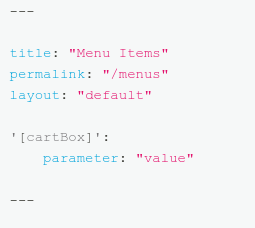 ---
title: "Menu Items"
permalink: "/menus"
layout: "default"
'[cartBox]':
    parameter: "value"
---